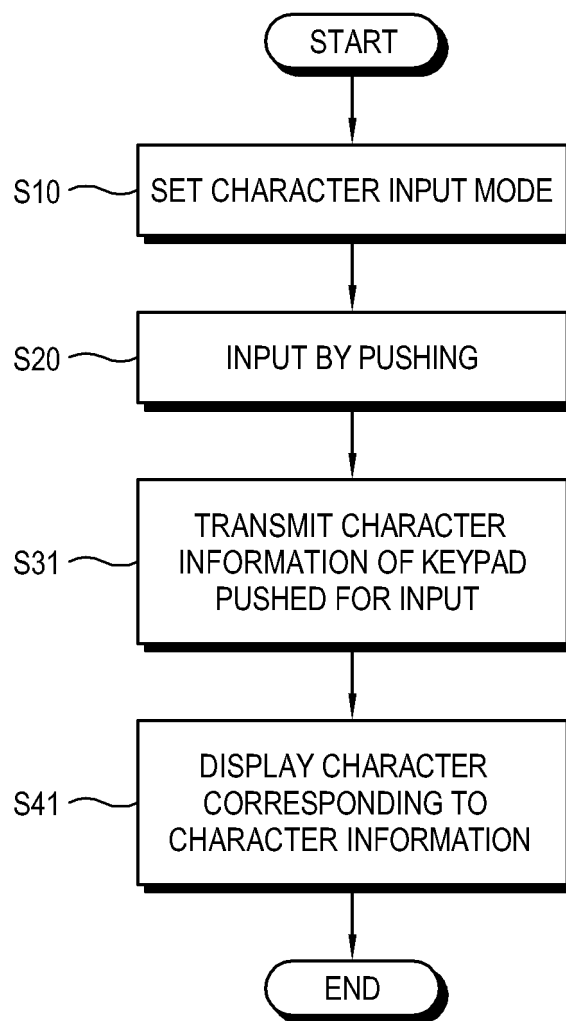 START
S10
SET CHARACTER INPUT MODE
S20
INPUT BY PUSHING
S31
TRANSMIT CHARACTER
INFORMATION OF KEYPAD
PUSHED FOR INPUT
S41
DISPLAY CHARACTER
CORRESPONDING TO
CHARACTER INFORMATION
END